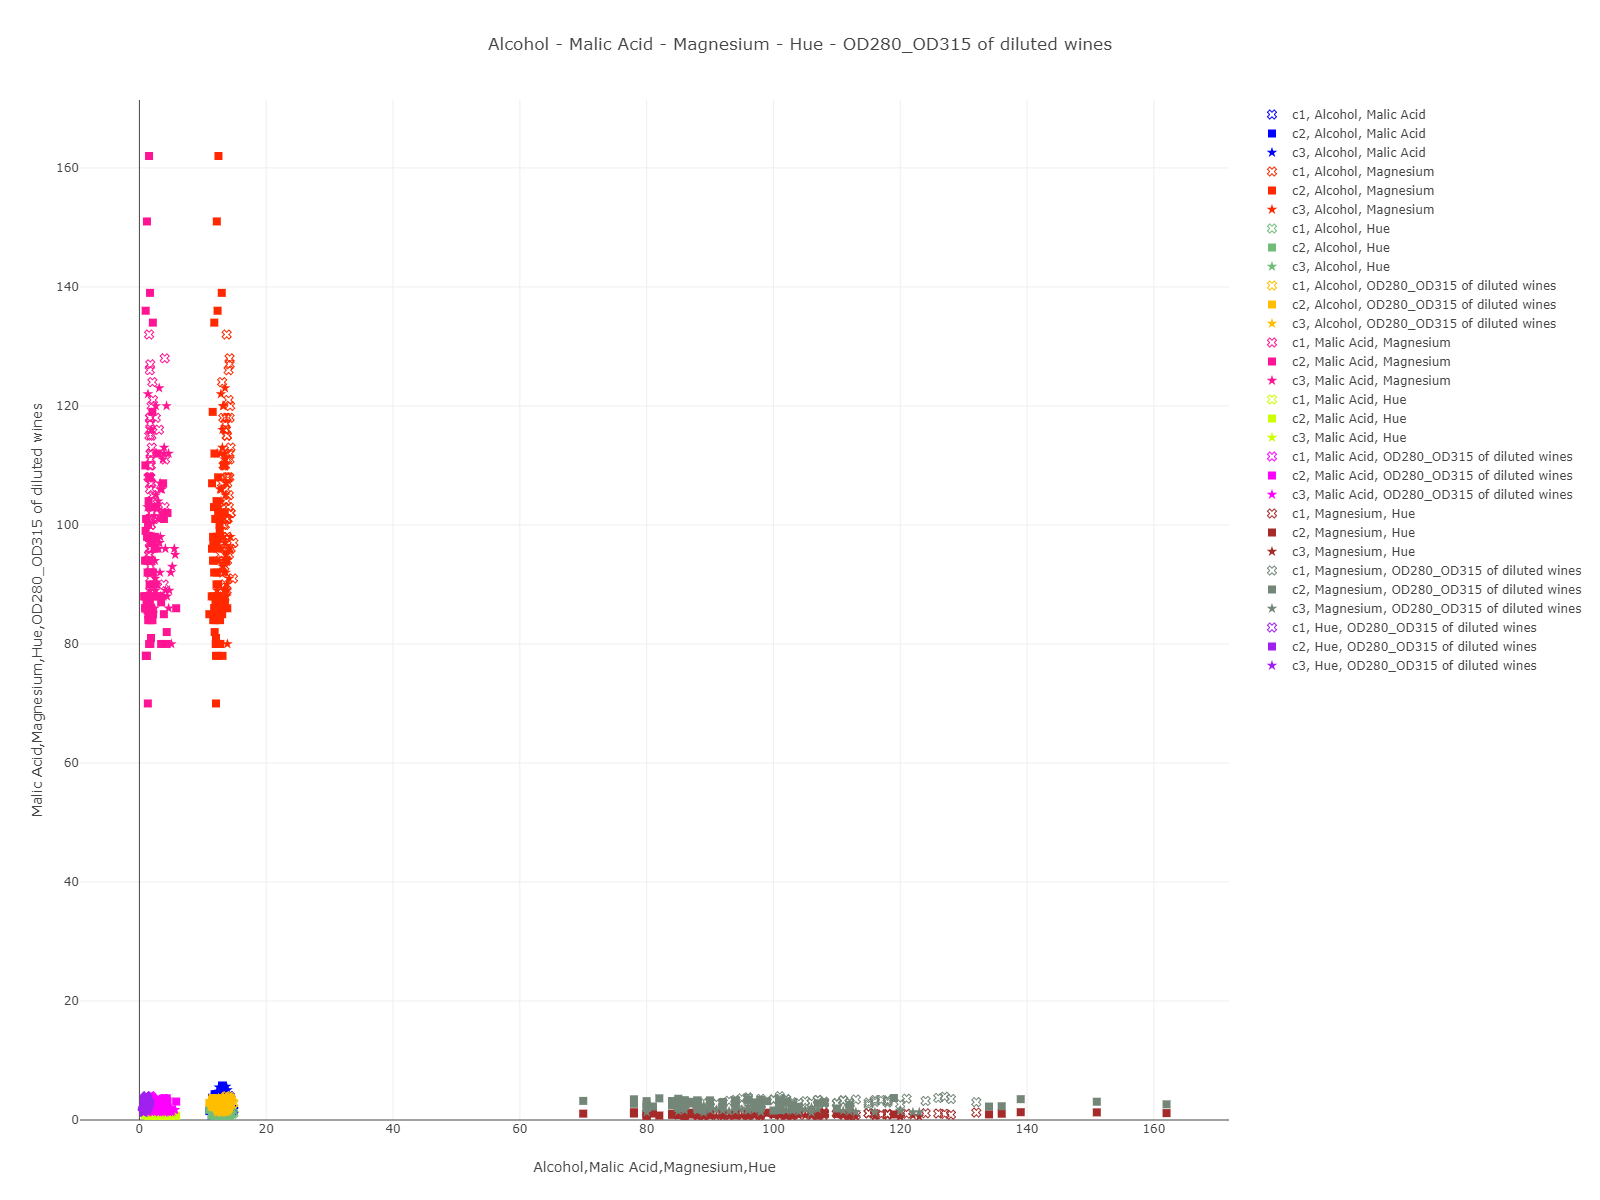 Alcohol - Malic Acid - Magnesium - Hue - OD280_OD315 of diluted wines
Malic Acid,Magnesium,Hue,OD280_OD315 of diluted wines
160
140
120
100
80
60
40
20
0
0 20 40 60 80 100 120 140 160
Alcohol,Malic Acid,Magnesium,Hue
c1, Alcohol, Malic Acid
c2, Alcohol, Malic Acid
c3, Alcohol, Malic Acid
c1, Alcohol, Magnesium
c2, Alcohol, Magnesium
c3, Alcohol, Magnesium
c1, Alcohol, Hue
c2, Alcohol, Hue
c3, Alcohol, Hue
c1, Alcohol, OD280_OD315 of diluted wines
c2, Alcohol, OD280_OD315 of diluted wines
c3, Alcohol, OD280_OD315 of diluted wines
c1, Malic Acid, Magnesium
c2, Malic Acid, Magnesium
c3, Malic Acid, Magnesium
c1, Malic Acid, Hue
c2, Malic Acid, Hue
c3, Malic Acid, Hue
c1, Malic Acid, OD280_OD315 of diluted wines
c2, Malic Acid, OD280_OD315 of diluted wines
c3, Malic Acid, OD280_OD315 of diluted wines
c1, Magnesium, Hue
c2, Magnesium, Hue
c3, Magnesium, Hue
c1, Magnesium, OD280_OD315 of diluted wines
c2, Magnesium, OD280_OD315 of diluted wines
c3, Magnesium, OD280_OD315 of diluted wines
c1, Hue, OD280_OD315 of diluted wines
c2, Hue, OD280_OD315 of diluted wines
c3, Hue, OD280_OD315 of diluted wines